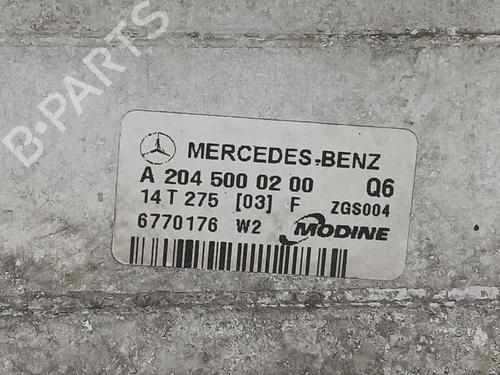 B-PARTS
MERCEDES-BENZ
A 204 500 02 00 Q6
14 T 275 [03] F ZGS004
6770176 W2 MODINE